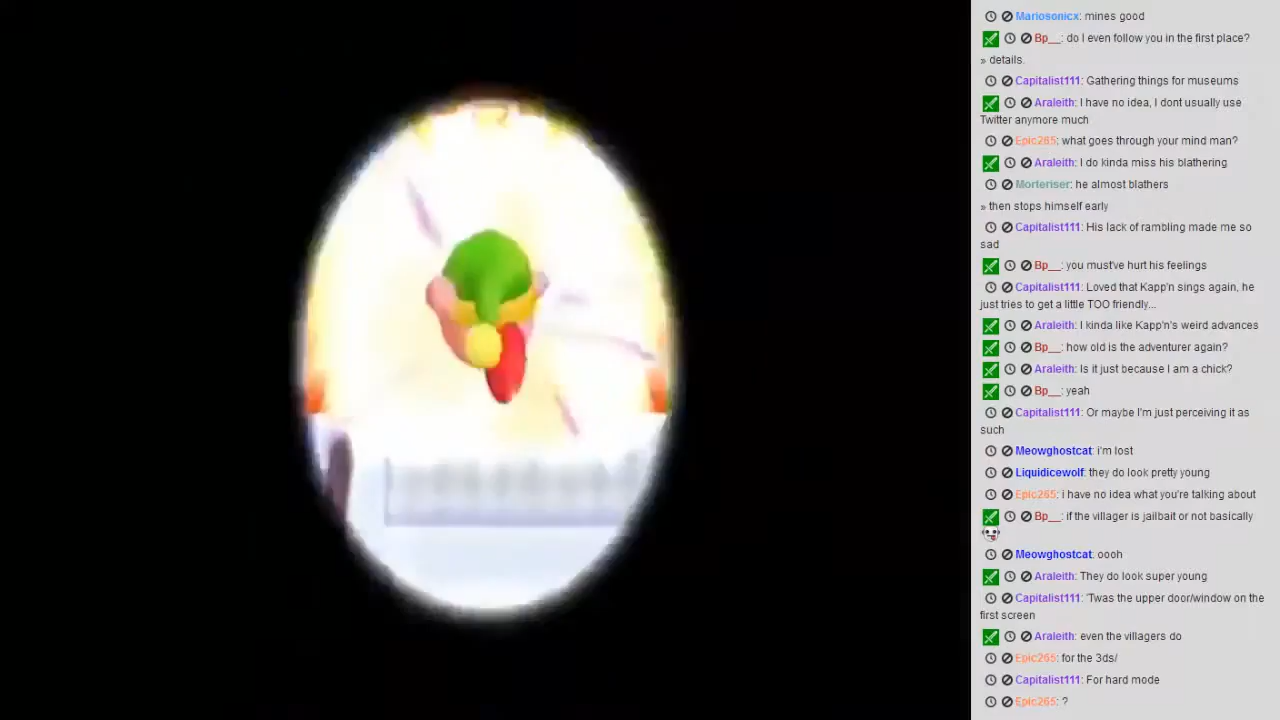 Mariosonicx: mines good
Bp__: do I even follow you in the first place?
» details.
Capitalist111: Gathering things for museums
Araleith: I have no idea, I dont usually use
Twitter anymore much
Epic265: what goes through your mind man?
Araleith: I do kinda miss his blathering
Morteriser: he almost blathers
» then stops himself early
Capitalist111: His lack of rambling made me so
sad
Bp__: you must've hurt his feelings
Capitalist111: Loved that Kapp'n sings again, he
just tries to get a little TOO friendly...
Araleith: I kinda like Kapp'n's weird advances
Bp__: how old is the adventurer again?
Araleith: Is it just because I am a chick?
Bp__: yeah
Capitalist111: Or maybe I'm just perceiving it as
such
Meowghostcat: i'm lost
Liquidicewolf: they do look pretty young
Epic265: i have no idea what you're talking about
Bp__: if the villager is jailbait or not basically
Meowghostcat: oooh
Araleith: They do look super young
Capitalist111: 'Twas the upper door/window on the
first screen
Araleith: even the villagers do
Epic265: for the 3ds/
Capitalist111: For hard mode
Epic265: ?